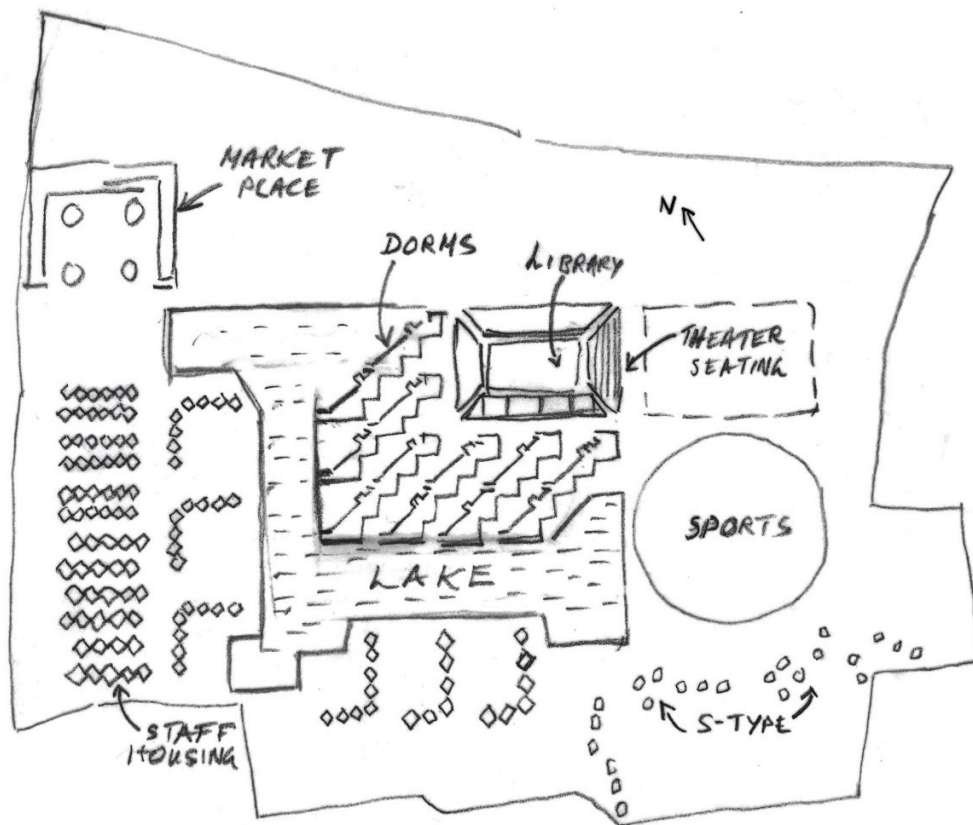 MARKET
PLACE
N
DORMS
LIBRARY
THEATER
SEATING
SPORTS
LAKE
S-TYPE
STAFF
HOUSING